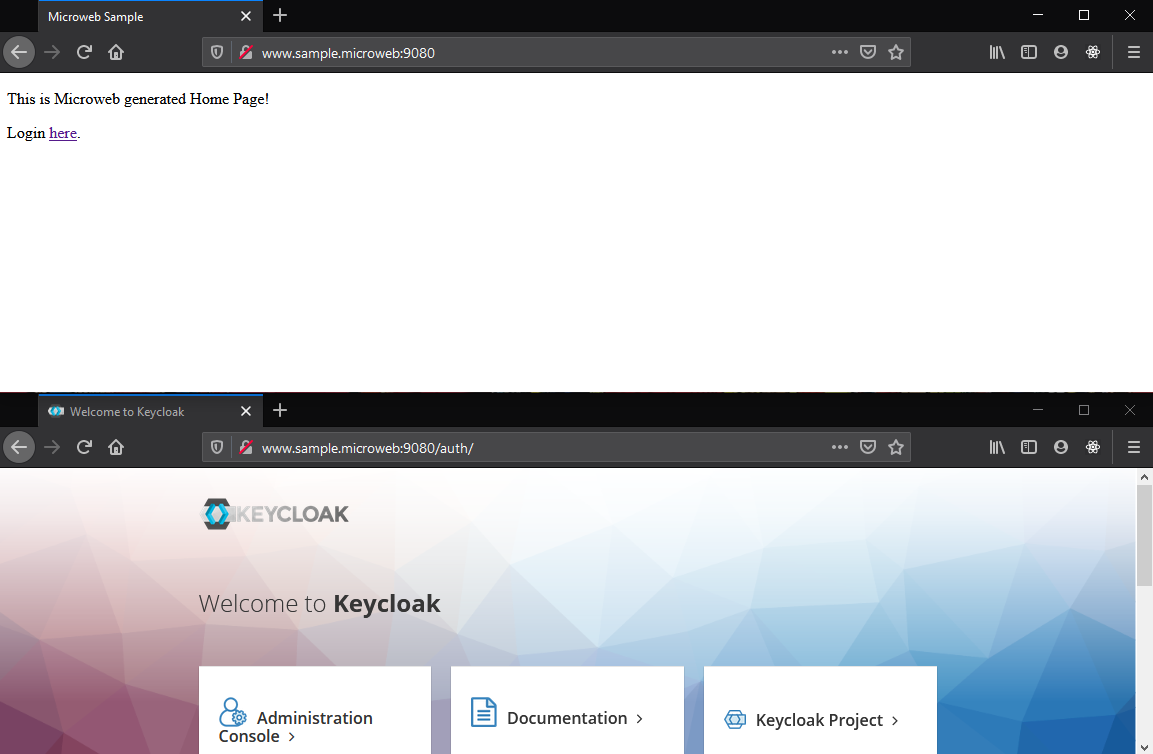 Microweb Sample
www.sample.microweb:9080
This is Microweb generated Home Page!
Login here.
Welcome to Keycloak
www.sample.microweb:9080/auth/
KEYCLOAK
Welcome to Keycloak
Administration
Console
Documentation
Keycloak Project